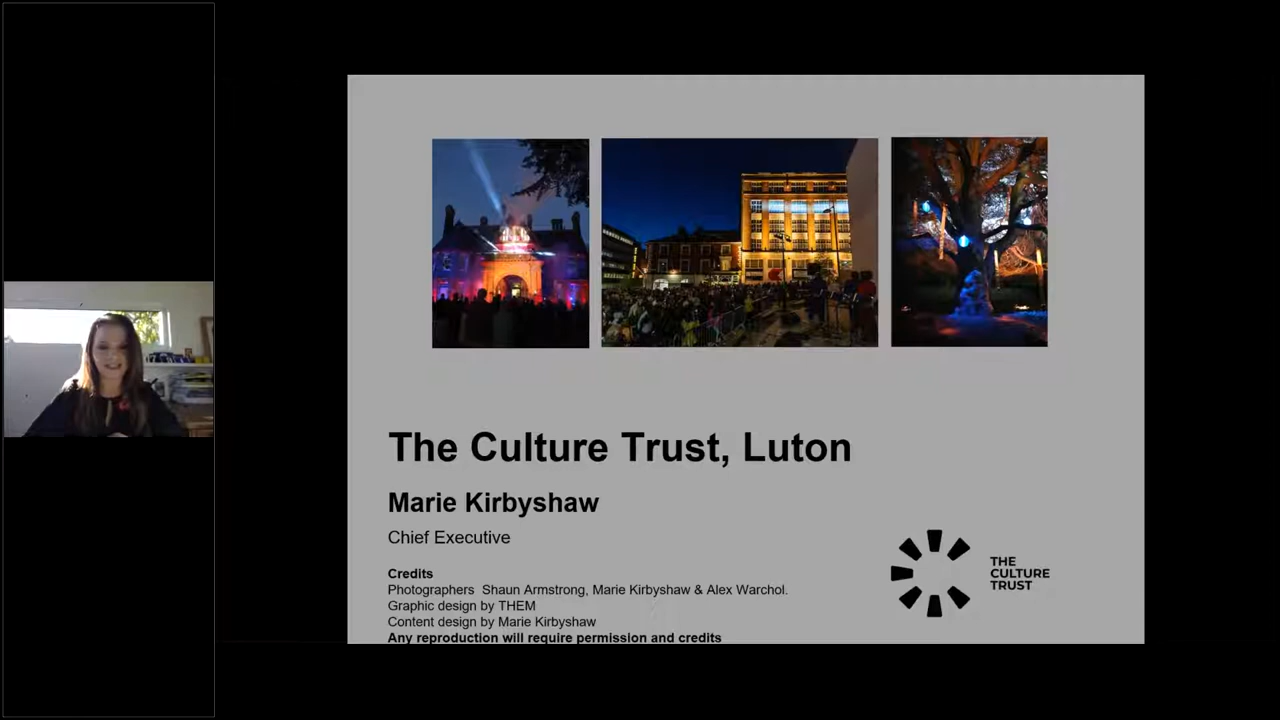 The Culture Trust, Luton
Marie Kirbyshaw
Chief Executive
Credits
Photographers Shaun Armstrong, Marie Kirbyshaw & Alex Warchol.
Graphic design by THEM
Content design by Marie Kirbyshaw
Any reproduction will require permission and credits
THE
CULTURE
TRUST